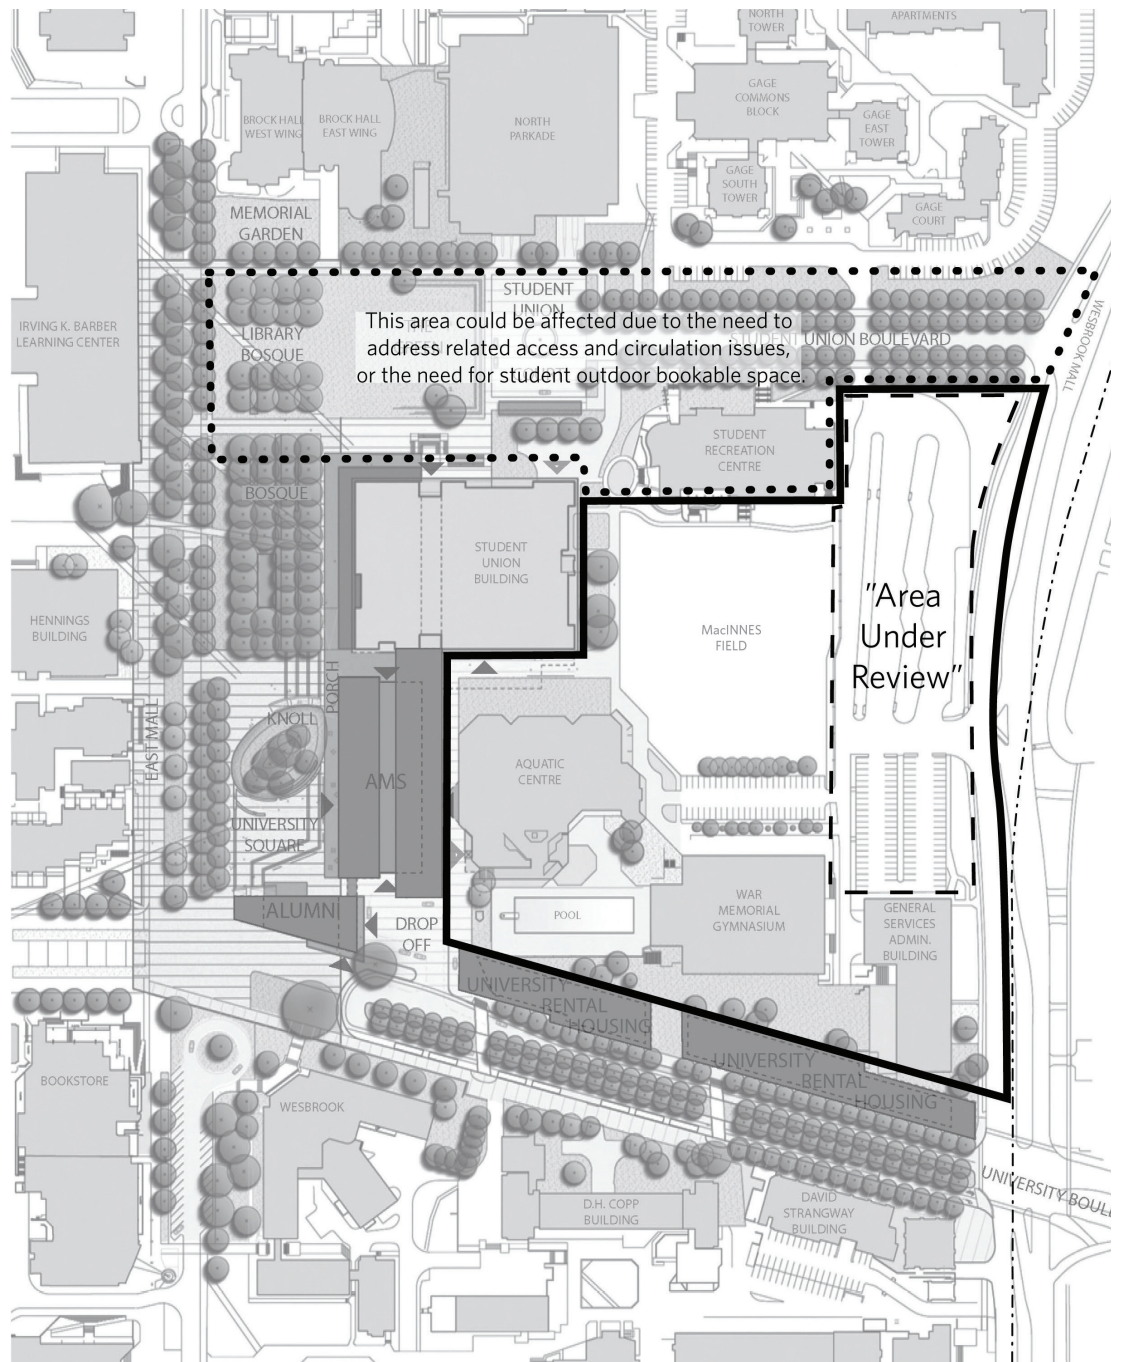 NORTH
TOWER
APARTMENTS
BROCK HALL
WEST WING
BROCK HALL
EAST WING
NORTH
PARKADE
GAGE
COMMONS
BLOCK
GAGE
EAST
TOWER
GAGE
SOUTH
TOWER
GAGE
COURT
MEMORIAL
GARDEN
STUDENT
UNION
IRVING K. BARBER
LEARNING CENTER
LIBRARY
BOSQUE
This area could be affected due to the need to
address related access and circulation issues,
or the need for student outdoor bookable space.
STUDENT UNION BOULEVARD
WESBROOK MALL
STUDENT
RECREATION
CENTRE
BOSQUE
STUDENT
UNION
BUILDING
HENNINGS
BUILDING
MacINNES
FIELD
"Area
Under
Review"
PORCH
KNOLL
EAST MALL
AMS
AQUATIC
CENTRE
UNIVERSITY
SQUARE
ALUMNI
DROP
OFF
POOL
WAR
MEMORIAL
GYMNASIUM
GENERAL
SERVICES
ADMIN.
BUILDING
UNIVERSITY
RENTAL
HOUSING
UNIVERSITY
RENTAL
HOUSING
BOOKSTORE
WESBROOK
D.H. COPP
BUILDING
DAVID
STRANGWAY
BUILDING
UNIVERSITY BOUL